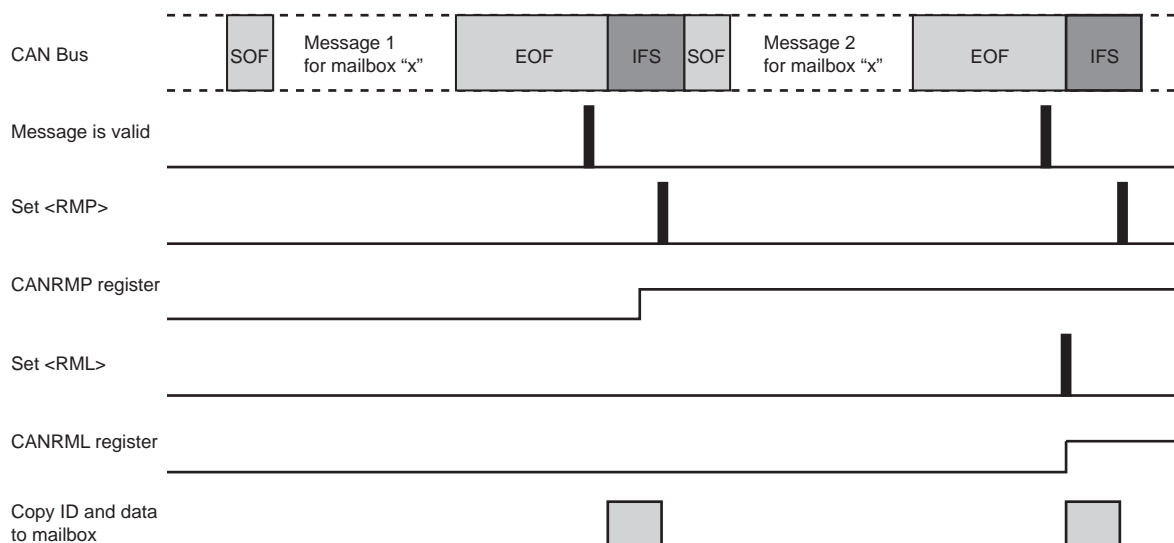 CAN Bus
SOF
Message 1
for mailbox “x”
EOF
IFS
SOF
Message 2
for mailbox “x”
EOF
IFS
Message is valid
Set <RMP>
CANRMP register
Set <RML>
CANRML register
Copy ID and data
to mailbox